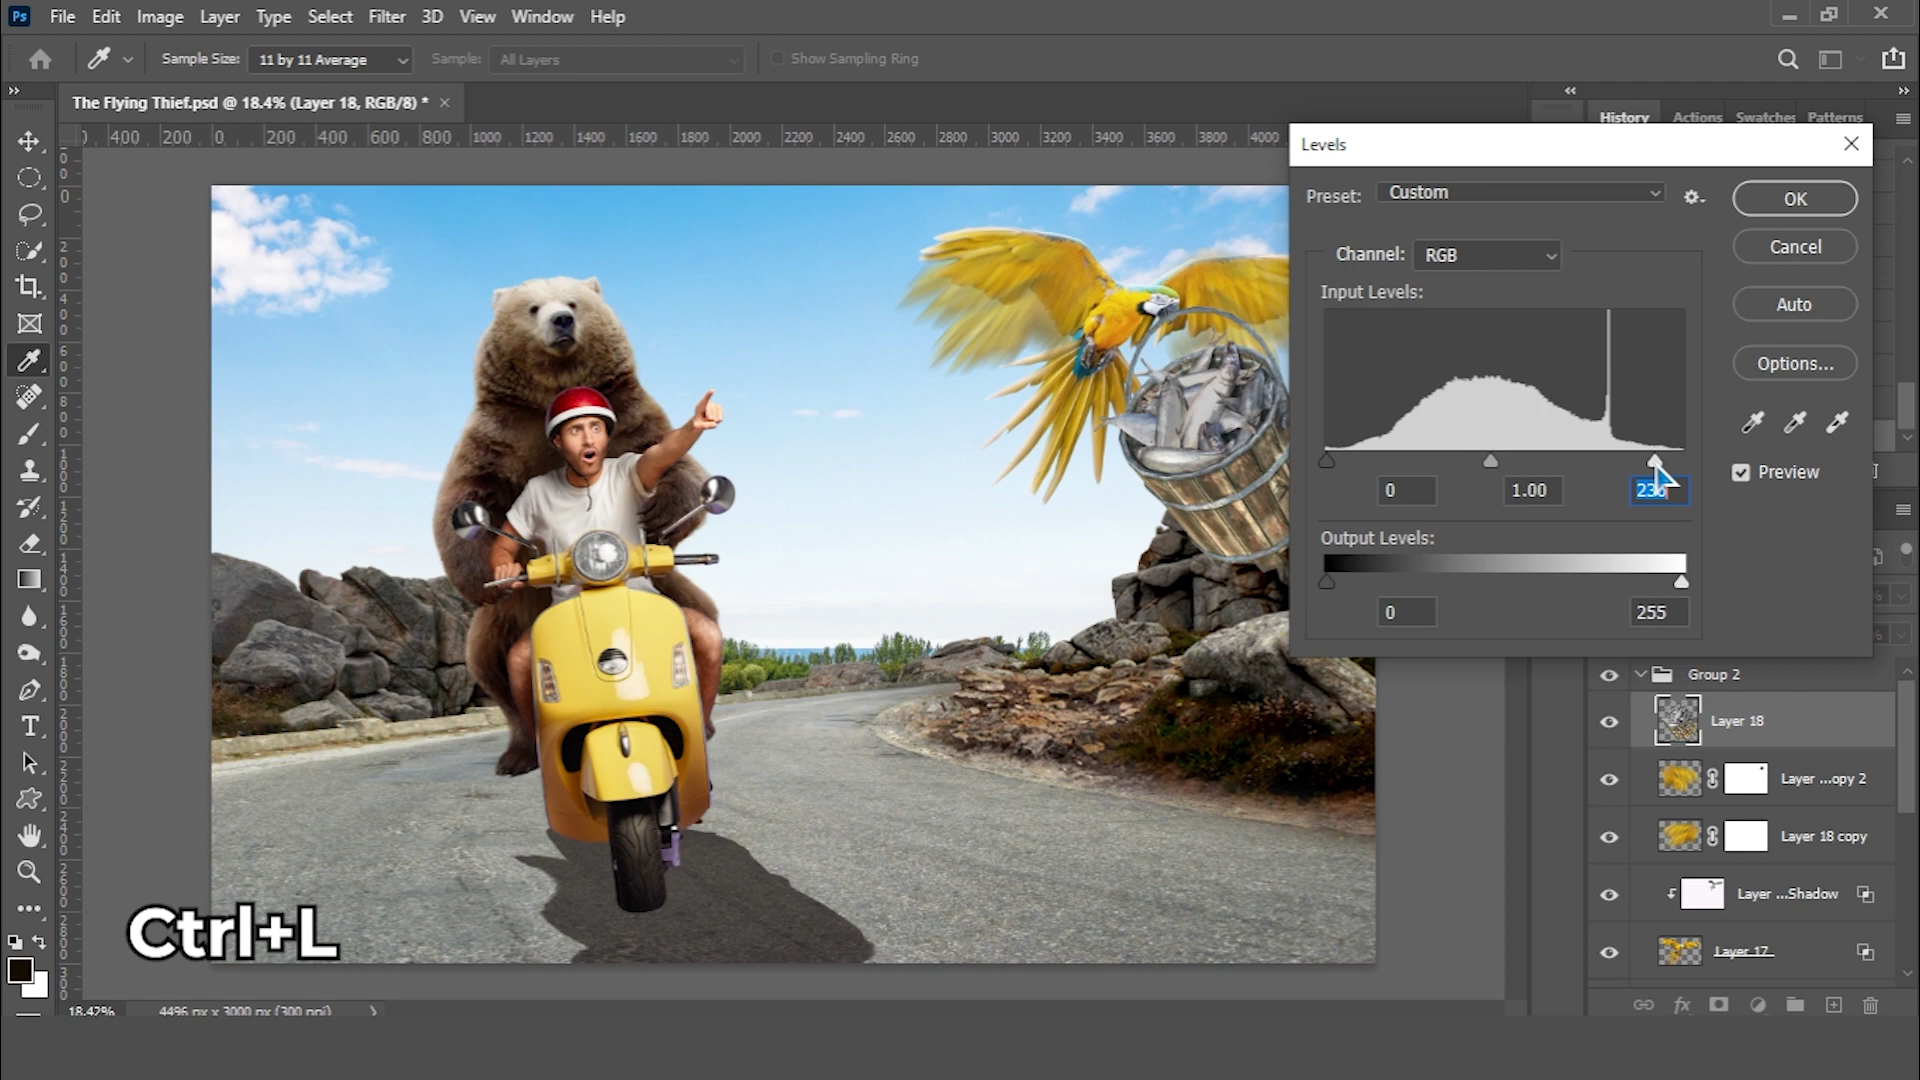 Ps File Edit Image Layer Type Select Filter 3D View Window Help
Sample Size: 11 by 11 Average Sample: All Layers Show Sampling Ring
The Flying Thief.psd @ 18.4% (Layer 18, RGB/8) *
History Actions Swatches Patterns
400 200 0 200 400 600 800 1000 1200 1400 1600 1800 2000 2200 2400 2600 2800 3000 3200 3400 3600 3800 4000
Levels
Preset: Custom
OK
Channel: RGB
Cancel
Input Levels:
Auto
Options...
Preview
0 1.00
Output Levels:
0 255
Group 2
Layer 18
Layer ...opy 2
Layer 18 copy
Layer ...Shadow
Layer 17
Ctrl+L
18.42% 4496 px x 3000 px (300 ppi)